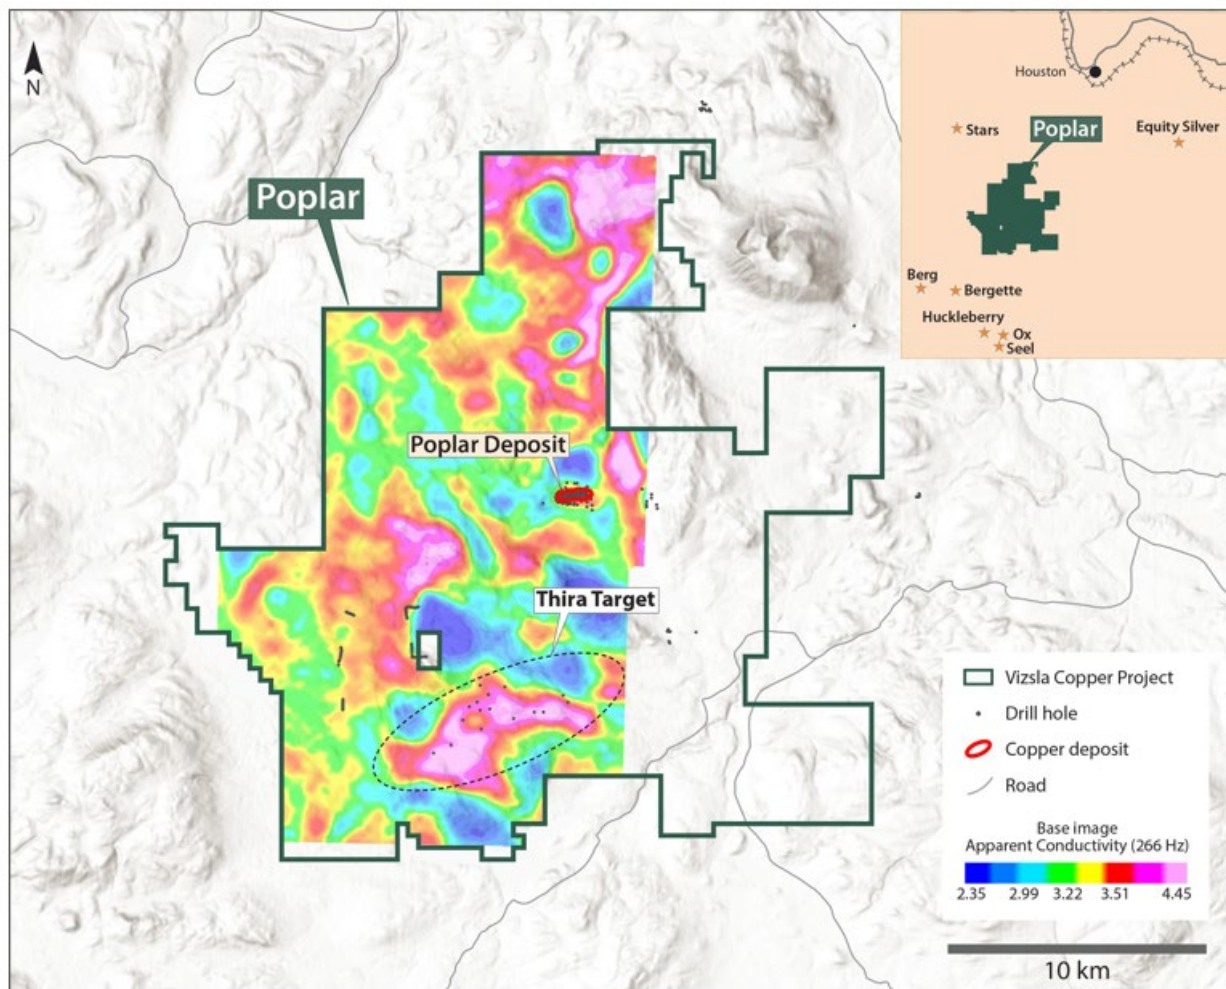 N
Houston
Stars
Poplar
Equity Silver
Poplar
Berg
Bergette
Huckleberry
Ox
Seel
Poplar Deposit
Thira Target
Vizsla Copper Project
Drill hole
Copper deposit
Road
Base image
Apparent Conductivity (266 Hz)
2.35 2.99 3.22 3.51 4.45
10 km